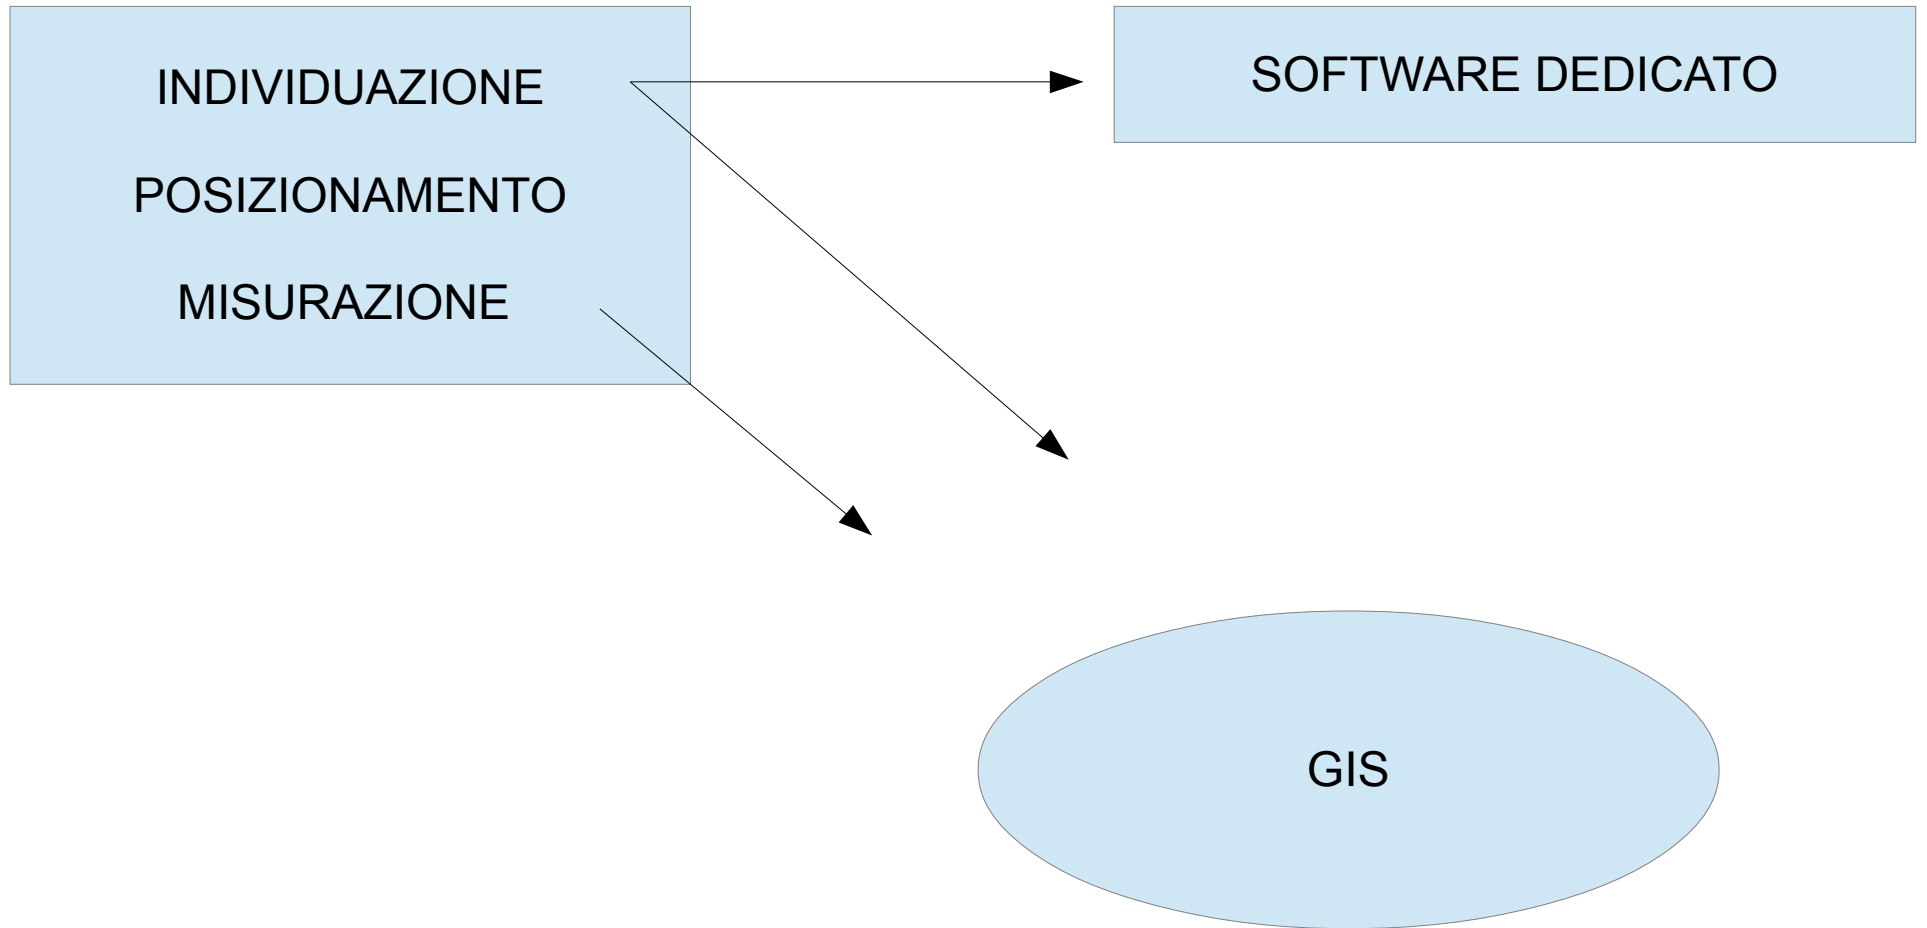 INDIVIDUAZIONE
POSIZIONAMENTO
MISURAZIONE
SOFTWARE DEDICATO
GIS